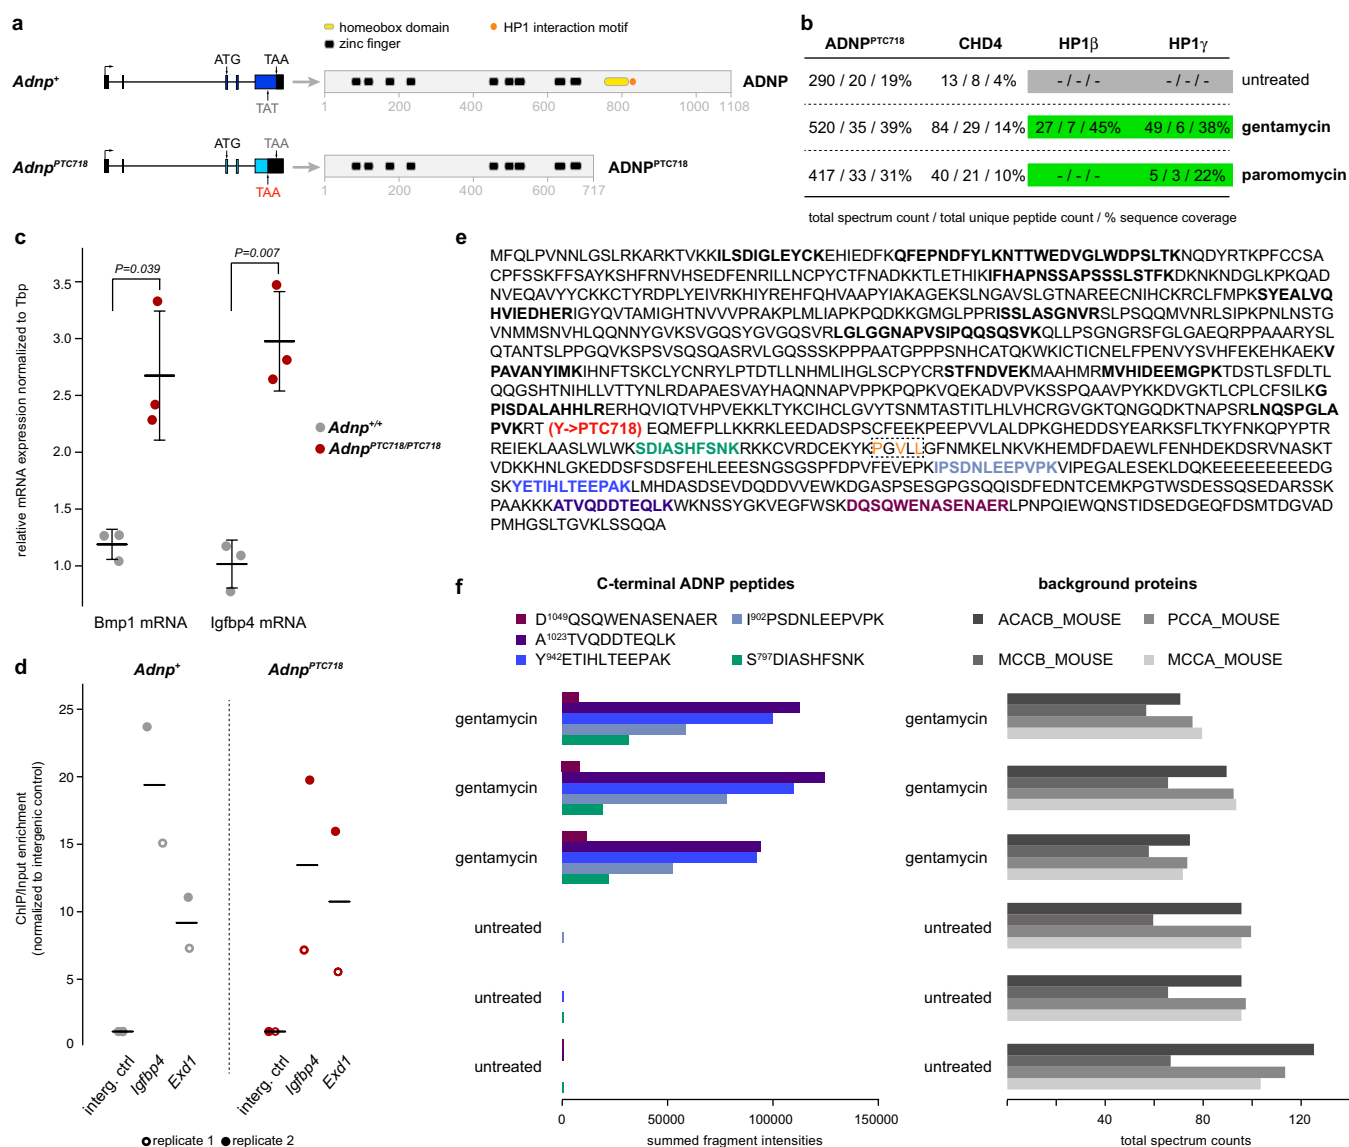 a
homeobox domain
HP1 interaction motif
zinc finger
Adnp+
ATG
TAA
TAT
ADNP
1
200
400
600
800
1000
1108
AdnpPTC718
ATG
TAA
TAA
ADNPPTC718
1
200
400
600
717
b
ADNPPTC718 CHD4 HP1β HP1γ
290 / 20 / 19% 13 / 8 / 4% - / - / - - / - / - untreated
520 / 35 / 39% 84 / 29 / 14% 27 / 7 / 45% 49 / 6 / 38% gentamycin
417 / 33 / 31% 40 / 21 / 10% - / - / - 5 / 3 / 22% paromomycin
total spectrum count / total unique peptide count / % sequence coverage
c
relative mRNA expression normalized to Tbp
P=0.039
P=0.007
3.5
3.0
2.5
2.0
1.5
1.0
Adnp+/+
AdnpPTC718/PTC718
Bmp1 mRNA
Igfbp4 mRNA
d
Adnp+
AdnpPTC718
ChIP/Input enrichment
(normalized to intergenic control)
25
20
15
10
5
0
interg. ctrl
Igfbp4
Exd1
interg. ctrl
Igfbp4
Exd1
replicate 1 replicate 2
e
MFQLPVNNLGSLRKARKTVKKILSDIGLEYCKEHIEDFKQFEPNDFYLKNTTWEDVGLWDPSLTKNQDYRTKPFCCSA
CPFSSKFFSAYKSHFRNVHSEDFENRILLNCPYCTFNADKKTLETHIKIFHAPNSSAPSSSLSTFKDKNKNDGLKPKQAD
NVEQAVYYCKKCTYRDPLYEIVRKHIYREHFQHVAAPYIAKAGEKSLNGAVSLGTNAREECNIHCKRCLFMPKSYEALVQ
HVIEDHERIGYQVTAMIGHTNVVVPRAKPLMLIAPKPQDKKGMGLPPRISSLASGNVRSLPSQQMVNRLSIPKPNLNSTG
VNMMSNVHLQQNNYGVKSVGQSYGVGQSVRLGLGGNAPVSIPQQSQSVKQLLPSGNGRSFGLGAEQRPPAAARYSL
QTANTSLPPGQVKSPSVSQSQASRVLGQSSSKPPPAATGPPPSNHCATQKWKICTICNELFPENVYSVHFEKEHKAEKV
PAVANYIMKIHNFTSKCLYCNRYLPTDTLLNHMLIHGLSCPYCRSTFNDVEKMAAHMRMVHIDEEMGPKTDSTLSFDLTL
QQGSHTNIHLLVTTYNLRDAPAESVAYHAQNNAPVPPKPQPKVQEKADVPVKSSPQAAVPYKKDVGKTLCPLCFSILKG
PISDALAHHLRERHQVIQTVHPVEKKLTYKCIHCLGVYTSNMTASTITLHLVHCRGVGKTQNGQDKTNAPSRLNQSPGLA
PVKRT (Y->PTC718) EQMEFPLLKKRKLEEDADSPSCFEEKPEEPVVLALDPKGHEDDSYEARKSFLTKYFNKQPYPTR
REIEKLAASLWLWKSDIASHFSNKRKKCVRDCEKYKPGVLLGFNMKELNKVKHEMDFDAEWLFENHDEKDSRVNASKT
VDKKHNLGKEDDSFSDSFEHLEEESNGSGSPFDPVFEVEPKIPSDNLEEPVPKVIPEGALESEKLDQKEEEEEEEEEDG
SKYETIHLTEEPAKLMHDASDSEVDQDDVVEWKDGASPSESGPGSQQISDFEDNTCEMKPGTWSDESSQSEDARSSK
PAAKKKATVQDDTEQLKWKNSSYGKVEGFWSKDQSQWENASENAERLPNPQIEWQNSTIDSEDGEQFDSMTDGVAD
PMHGSLTGVKLSSQQA
f
C-terminal ADNP peptides
background proteins
D1049QSQWENASENAER
I902PSDNLEEPVPK
A1023TVQDDTEQLK
Y942ETIHLTEEPAK
S797DIASHFSNK
ACACB_MOUSE
PCCA_MOUSE
MCCB_MOUSE
MCCA_MOUSE
gentamycin
gentamycin
gentamycin
gentamycin
gentamycin
gentamycin
untreated
untreated
untreated
untreated
untreated
untreated
0
50000
100000
150000
summed fragment intensities
40
80
120
total spectrum counts